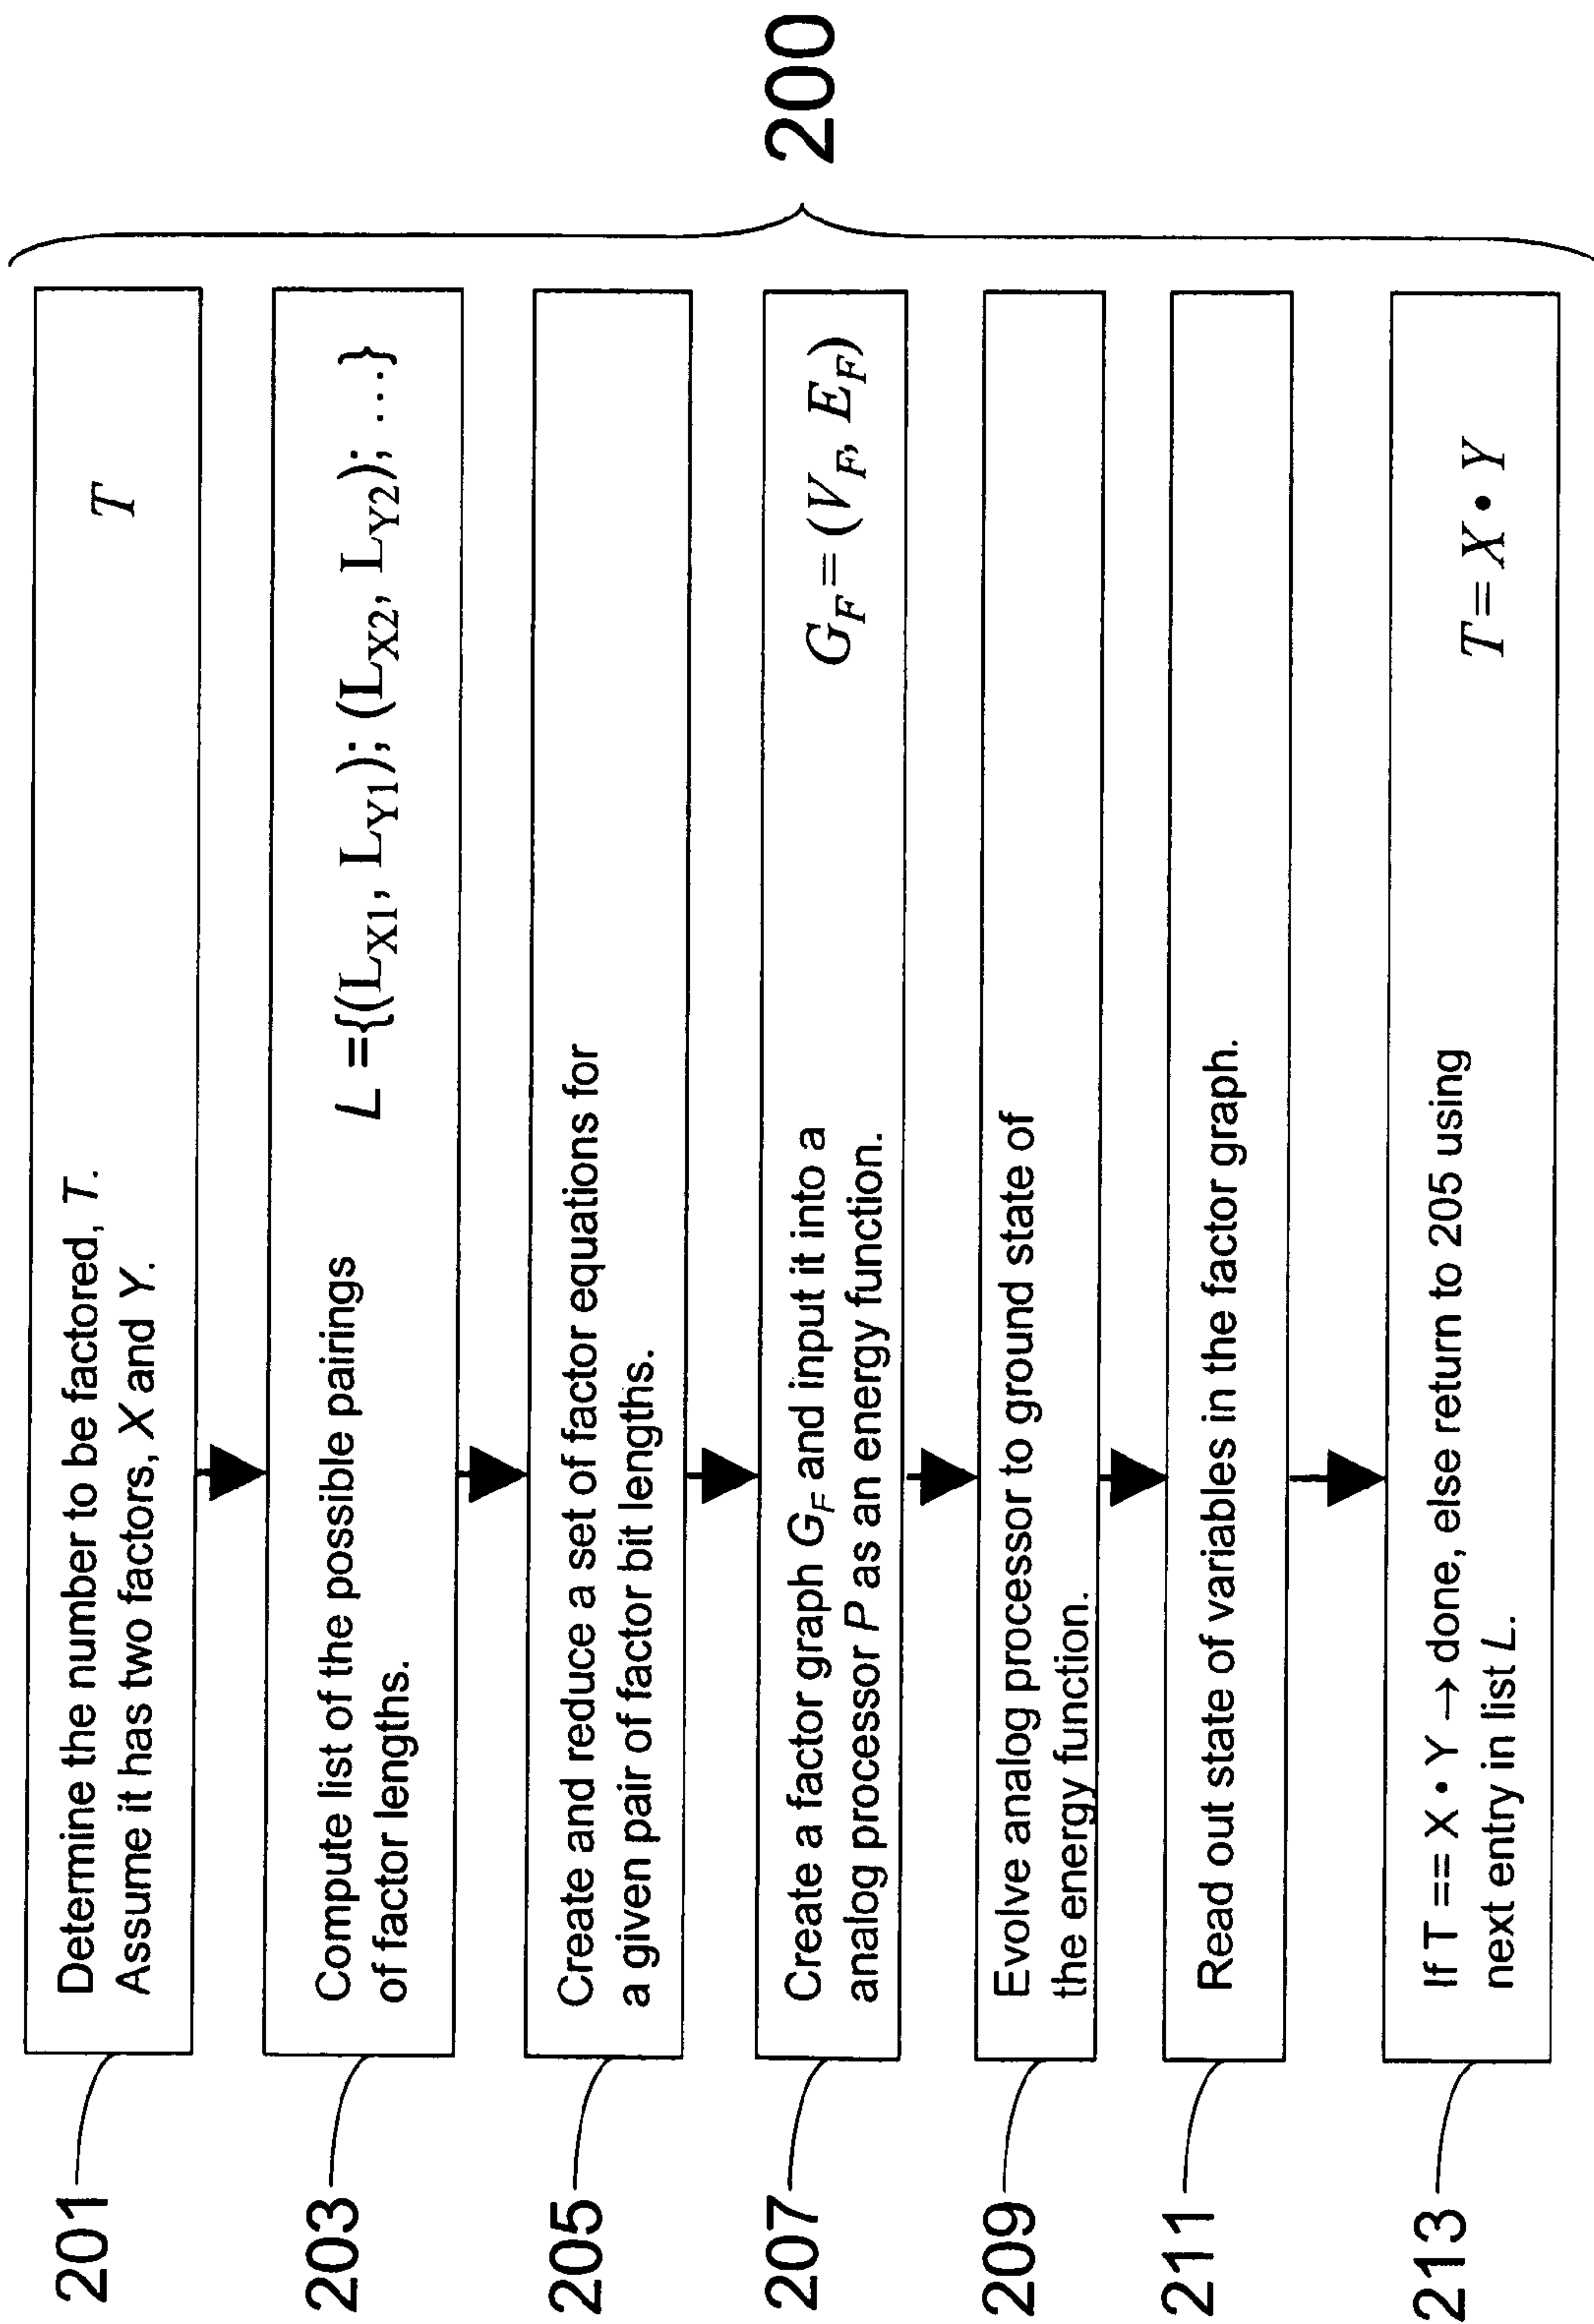 201
Determine the number to be factored, T.
Assume it has two factors, X and Y.
T
203
Compute list of the possible pairings
of factor lengths.
L ={(L_X1, L_Y1); (L_X2, L_Y2); ...}
205
Create and reduce a set of factor equations for
a given pair of factor bit lengths.
207
Create a factor graph G_F and input it into a
analog processor P as an energy function.
G_F = (V_F, E_F)
209
Evolve analog processor to ground state of
the energy function.
211
Read out state of variables in the factor graph.
213
If T == X • Y → done, else return to 205 using
next entry in list L.
T = X • Y
200